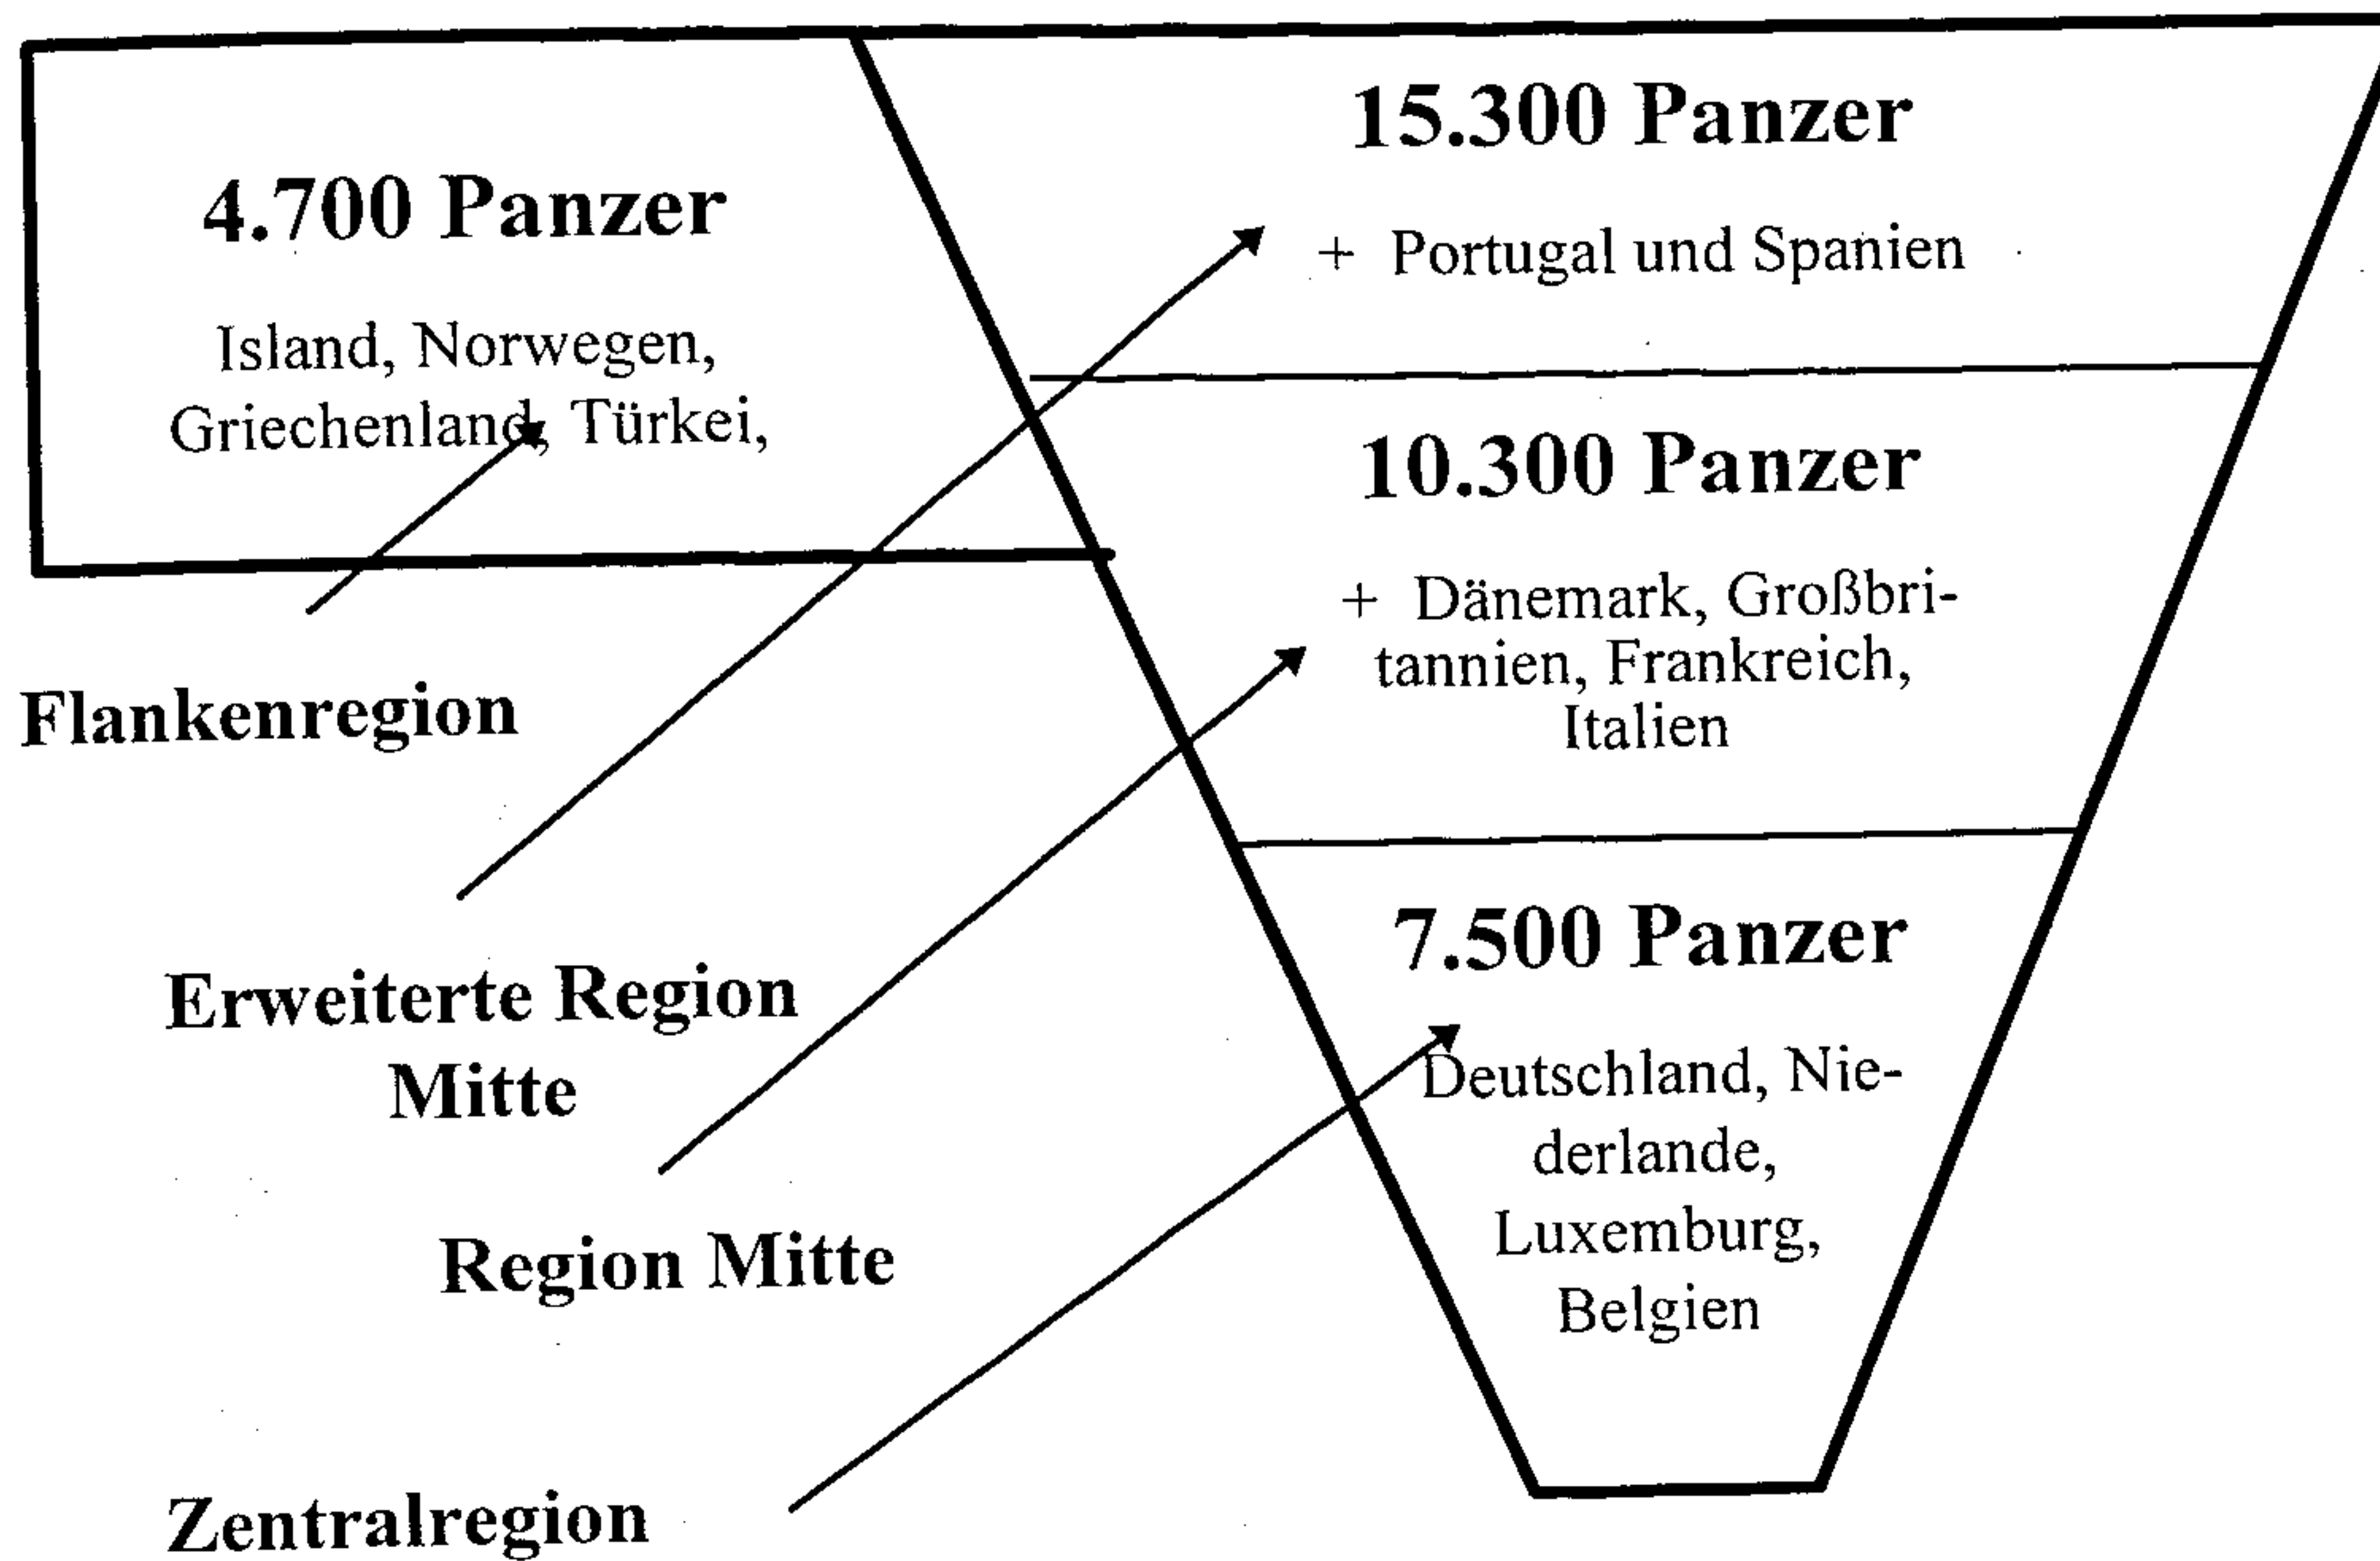 4.700 Panzer
Island, Norwegen,
Griechenland, Türkei,
15.300 Panzer
+ Portugal und Spanien
10.300 Panzer
+ Dänemark, Großbri-
tannien, Frankreich,
Italien
7.500 Panzer
Deutschland, Nie-
derlande,
Luxemburg,
Belgien
Flankenregion
Erweiterte Region
Mitte
Region Mitte
Zentralregion